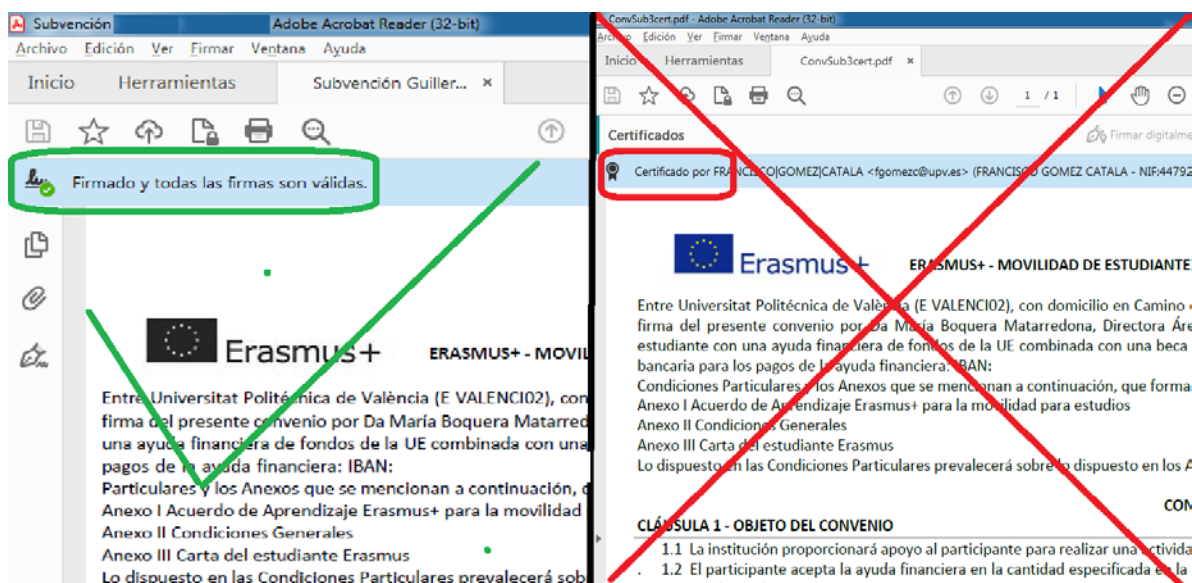 Subvención Adobe Acrobat Reader (32-bit)
Archivo Edición Ver Firmar Ventana Ayuda
Inicio Herramientas Subvención Guiller... ×
Firmado y todas las firmas son válidas.
Erasmus+ ERASMUS+ - MOVIL
Entre Universitat Politécnica de València (E VALENCI02), con
firma del presente convenio por Da María Boquera Matarred
una ayuda financiera de fondos de la UE combinada con una
pagos de la ayuda financiera: IBAN:
Particulares y los Anexos que se mencionan a continuación, 
Anexo I Acuerdo de Aprendizaje Erasmus+ para la movilidad
Anexo II Condiciones Generales
Anexo III Carta del estudiante Erasmus
Lo dispuesto en las Condiciones Particulares prevalecerá sob
ConvSub3cert.pdf - Adobe Acrobat Reader (32-bit)
Archivo Edición Ver Firmar Ventana Ayuda
Inicio Herramientas ConvSub3cert.pdf ×
1 / 1
Certificados Firmar digitalme
Certificado por FRANCISCO|GOMEZ|CATALA <fgomezc@upv.es> (FRANCISCO GOMEZ CATALA - NIF:44792
Erasmus+ ERASMUS+ - MOVILIDAD DE ESTUDIANTE
Entre Universitat Politécnica de València (E VALENCI02), con domicilio en Camino
firma del presente convenio por Da María Boquera Matarredona, Directora Áre
estudiante con una ayuda financiera de fondos de la UE combinada con una beca
bancaria para los pagos de la ayuda financiera: IBAN:
Condiciones Particulares y los Anexos que se mencionan a continuación, que forma
Anexo I Acuerdo de Aprendizaje Erasmus+ para la movilidad para estudios
Anexo II Condiciones Generales
Anexo III Carta del estudiante Erasmus
Lo dispuesto en las Condiciones Particulares prevalecerá sobre lo dispuesto en los A
CON
CLÁUSULA 1 - OBJETO DEL CONVENIO
1.1 La institución proporcionará apoyo al participante para realizar una activida
. 1.2 El participante acepta la ayuda financiera en la cantidad especificada en la